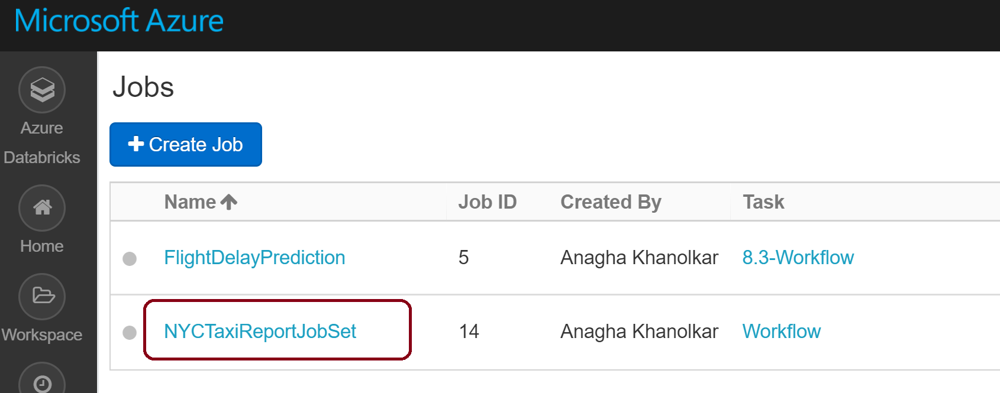 Microsoft Azure
Azure
Databricks
Home
Workspace
Jobs
Create Job
Name Job ID Created By Task
FlightDelayPrediction 5 Anagha Khanolkar 8.3-Workflow
NYCTaxiReportJobSet 14 Anagha Khanolkar Workflow